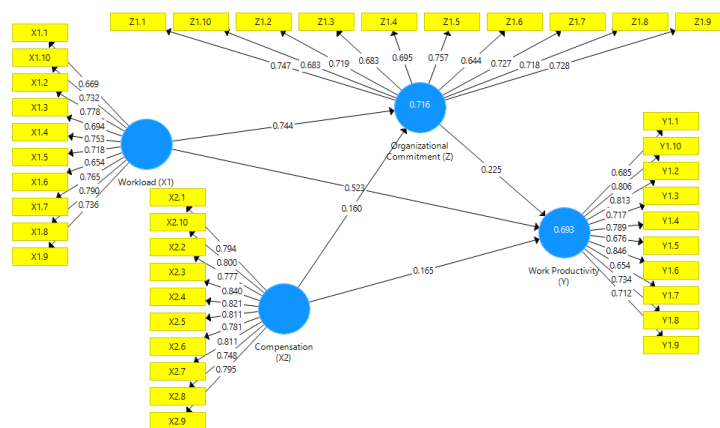 Z1.1
Z1.10
Z1.2
Z1.3
Z1.4
Z1.5
Z1.6
Z1.7
Z1.8
Z1.9
0.747
0.683
0.719
0.683
0.695
0.757
0.644
0.727
0.718
0.728
X1.1
X1.10
X1.2
X1.3
X1.4
X1.5
X1.6
X1.7
X1.8
X1.9
0.669
0.732
0.778
0.694
0.753
0.718
0.654
0.765
0.790
0.736
Workload (X1)
0.744
0.716
Organizational
Commitment (Z)
0.225
0.523
0.160
0.165
X2.1
X2.10
X2.2
X2.3
X2.4
X2.5
X2.6
X2.7
X2.8
X2.9
0.794
0.800
0.777
0.840
0.821
0.811
0.781
0.811
0.748
0.795
Compensation
(X2)
0.693
Work Productivity
(Y)
0.685
0.806
0.813
0.717
0.789
0.676
0.846
0.654
0.734
0.712
Y1.1
Y1.10
Y1.2
Y1.3
Y1.4
Y1.5
Y1.6
Y1.7
Y1.8
Y1.9